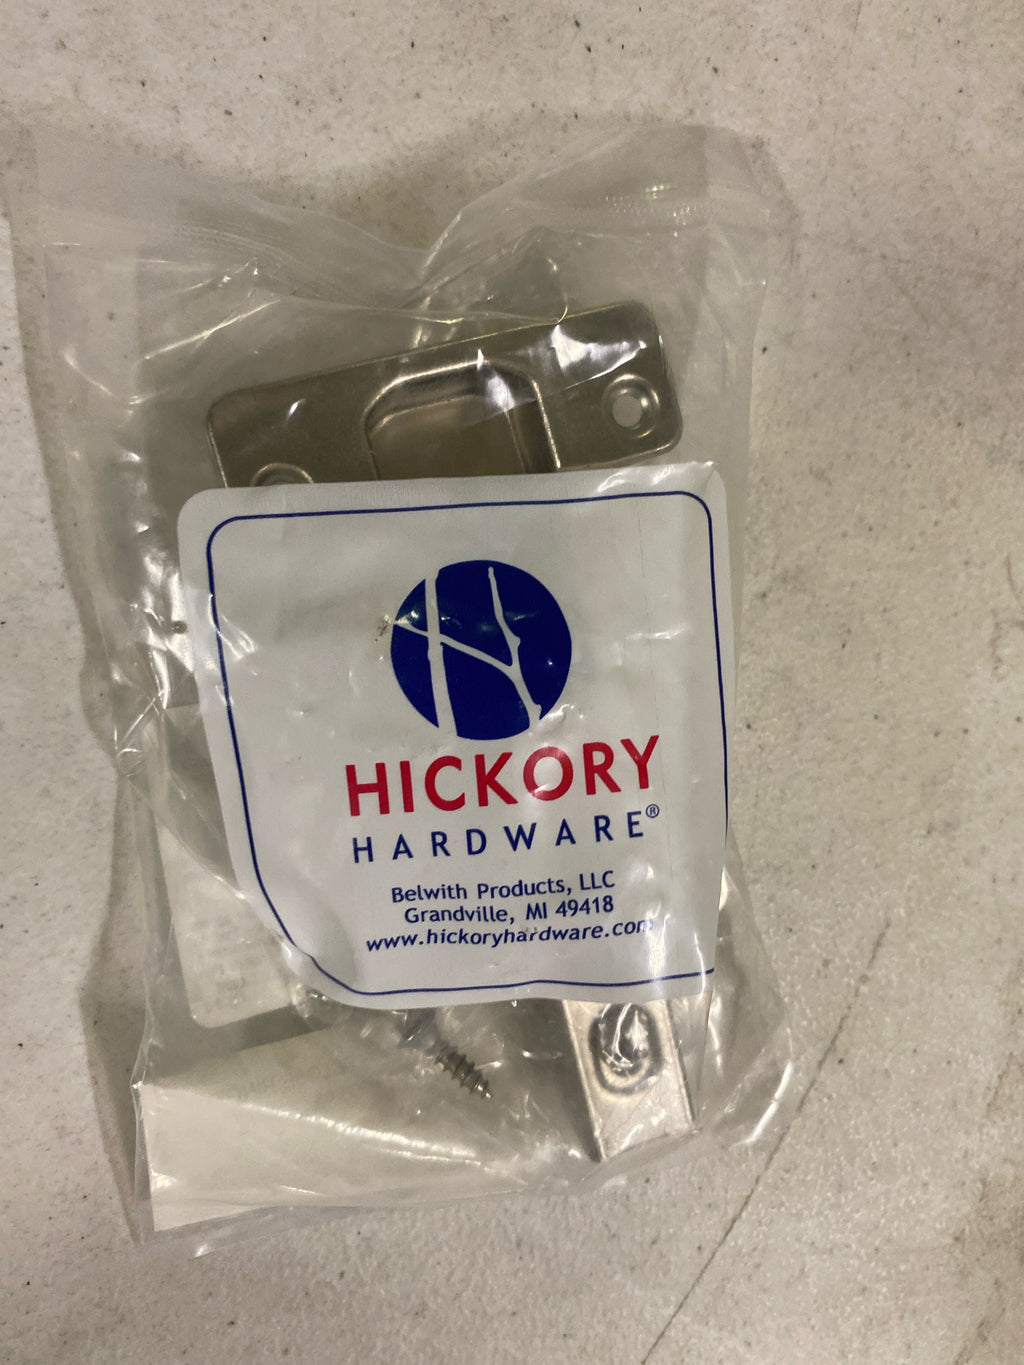 HICKORY
HARDWARE®
Belwith Products, LLC
Grandville, MI 49418
www.hickoryhardware.com